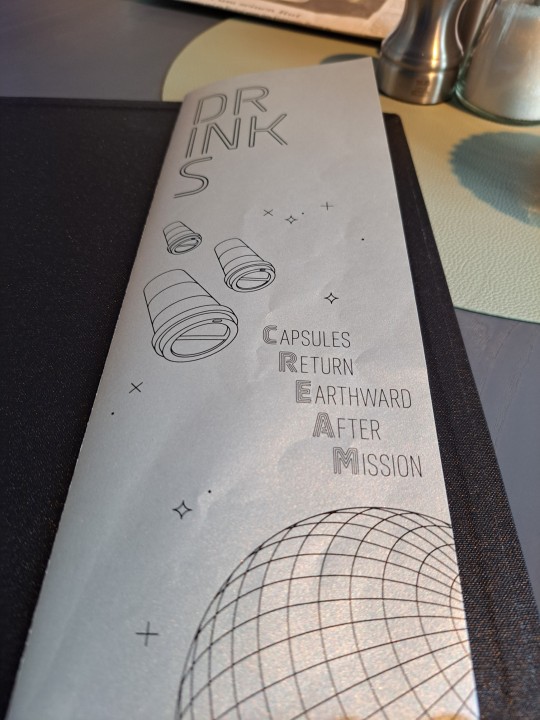 DR
INK
S
CAPSULES
RETURN
EARTHWARD
AFTER
MISSION